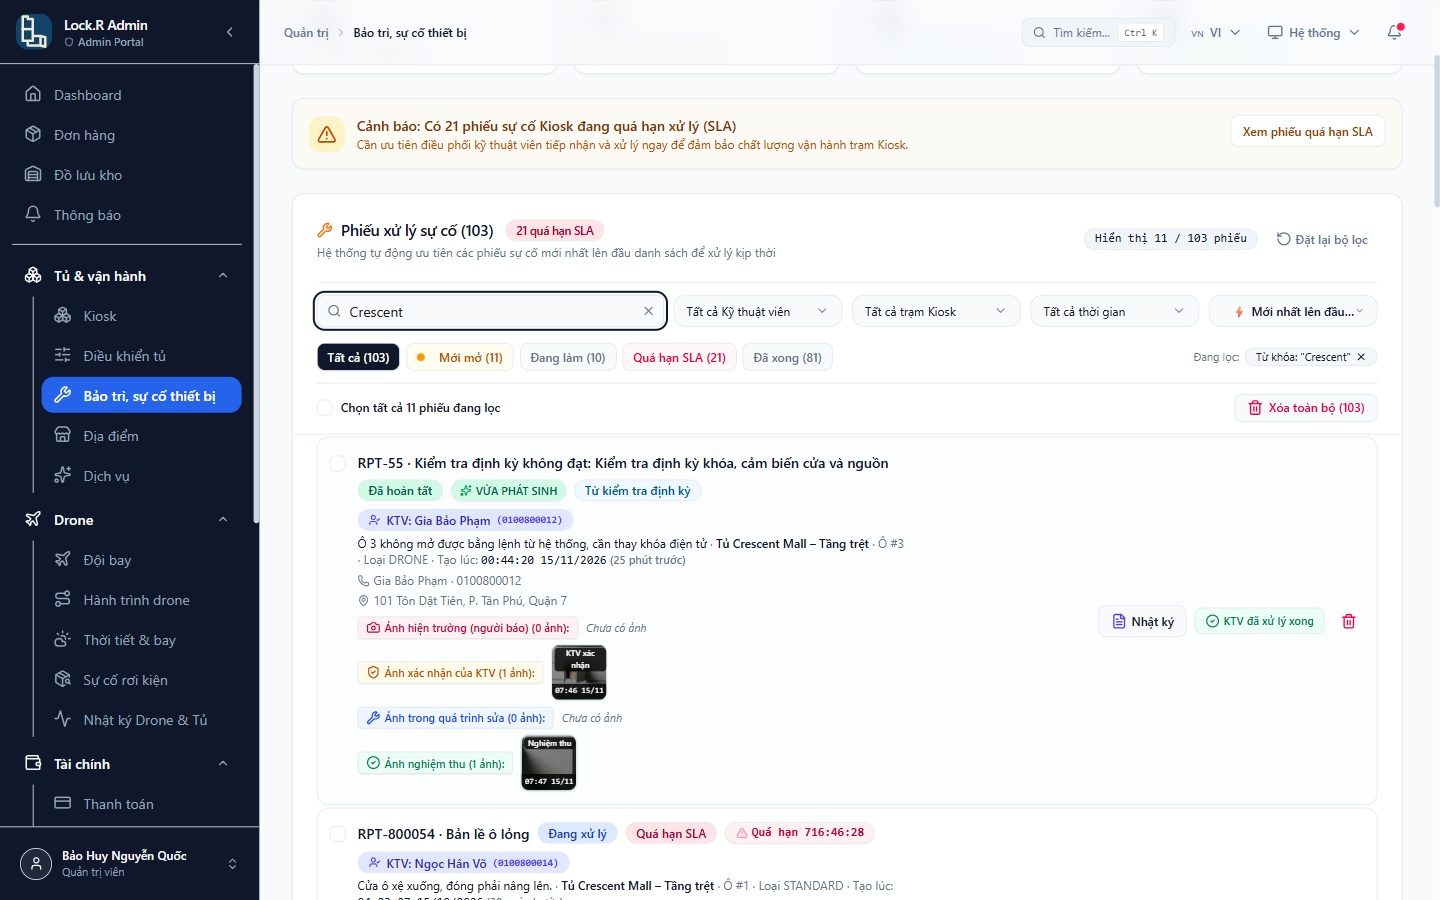 Lock.R Admin
Admin Portal
Dashboard
Đơn hàng
Đồ lưu kho
Thông báo
Tủ & vận hành
Kiosk
Điều khiển tủ
Bảo trì, sự cố thiết bị
Địa điểm
Dịch vụ
Drone
Đội bay
Hành trình drone
Thời tiết & bay
Sự cố rơi kiện
Nhật ký Drone & Tủ
Tài chính
Thanh toán
Bảo Huy Nguyễn Quốc
Quản trị viên
Quản trị > Bảo trì, sự cố thiết bị
Tìm kiếm... Ctrl K
VN VI
Hệ thống
Cảnh báo: Có 21 phiếu sự cố Kiosk đang quá hạn xử lý (SLA)
Cần ưu tiên điều phối kỹ thuật viên tiếp nhận và xử lý ngay để đảm bảo chất lượng vận hành trạm Kiosk.
Xem phiếu quá hạn SLA
Phiếu xử lý sự cố (103) 21 quá hạn SLA
Hệ thống tự động ưu tiên các phiếu sự cố mới nhất lên đầu danh sách để xử lý kịp thời
Hiển thị 11 / 103 phiếu
Đặt lại bộ lọc
Crescent
Tất cả Kỹ thuật viên
Tất cả trạm Kiosk
Tất cả thời gian
Mới nhất lên đầu...
Tất cả (103)
Mới mở (11)
Đang làm (10)
Quá hạn SLA (21)
Đã xong (81)
Đang lọc: Từ khóa: "Crescent"
Chọn tất cả 11 phiếu đang lọc
Xóa toàn bộ (103)
RPT-55 · Kiểm tra định kỳ không đạt: Kiểm tra định kỳ khóa, cảm biến cửa và nguồn
Đã hoàn tất
VỪA PHÁT SINH
Từ kiểm tra định kỳ
KTV: Gia Bảo Phạm (0100800012)
Ô 3 không mở được bằng lệnh từ hệ thống, cần thay khóa điện tử · Tủ Crescent Mall – Tầng trệt · Ô #3
· Loại DRONE · Tạo lúc: 00:44:20 15/11/2026 (25 phút trước)
Gia Bảo Phạm · 0100800012
101 Tôn Dật Tiên, P. Tân Phú, Quận 7
Ảnh hiện trường (người báo) (0 ảnh): Chưa có ảnh
Ảnh xác nhận của KTV (1 ảnh):
KTV xác
nhận
07:46 15/11
Ảnh trong quá trình sửa (0 ảnh): Chưa có ảnh
Ảnh nghiệm thu (1 ảnh):
Nghiệm thu
07:47 15/11
Nhật ký
KTV đã xử lý xong
RPT-800054 · Bản lề ô lỏng
Đang xử lý
Quá hạn SLA
Quá hạn 716:46:28
KTV: Ngọc Hân Võ (0100800014)
Cửa ô xệ xuống, đóng phải nâng lên. · Tủ Crescent Mall – Tầng trệt · Ô #1 · Loại STANDARD · Tạo lúc: